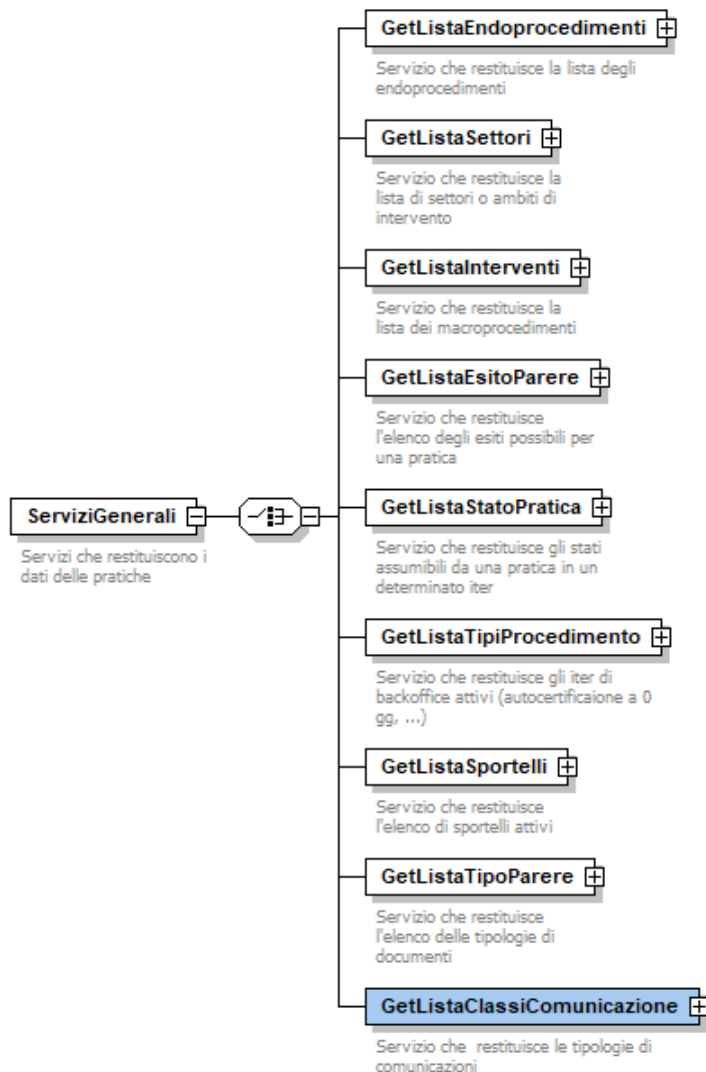 GetListaEndoprocedimenti
Servizio che restituisce la lista degli
endoprocedimenti
GetListaSettori
Servizio che restituisce la
lista di settori o ambiti di
intervento
GetListaInterventi
Servizio che restituisce la
lista dei macroprocedimenti
GetListaEsitoParere
Servizio che restituisce
l'elenco degli esiti possibili per
una pratica
ServiziGenerali
Servizi che restituiscono i
dati delle pratiche
GetListaStatoPratica
Servizio che restituisce gli stati
assumibili da una pratica in un
determinato iter
GetListaTipiProcedimento
Servizio che restituisce gli iter di
backoffice attivi (autocertificaione a 0
gg, ...)
GetListaSportelli
Servizio che restituisce
l'elenco di sportelli attivi
GetListaTipoParere
Servizio che restituisce
l'elenco delle tipologie di
documenti
GetListaClassiComunicazione
Servizio che  restituisce le tipologie di
comunicazioni